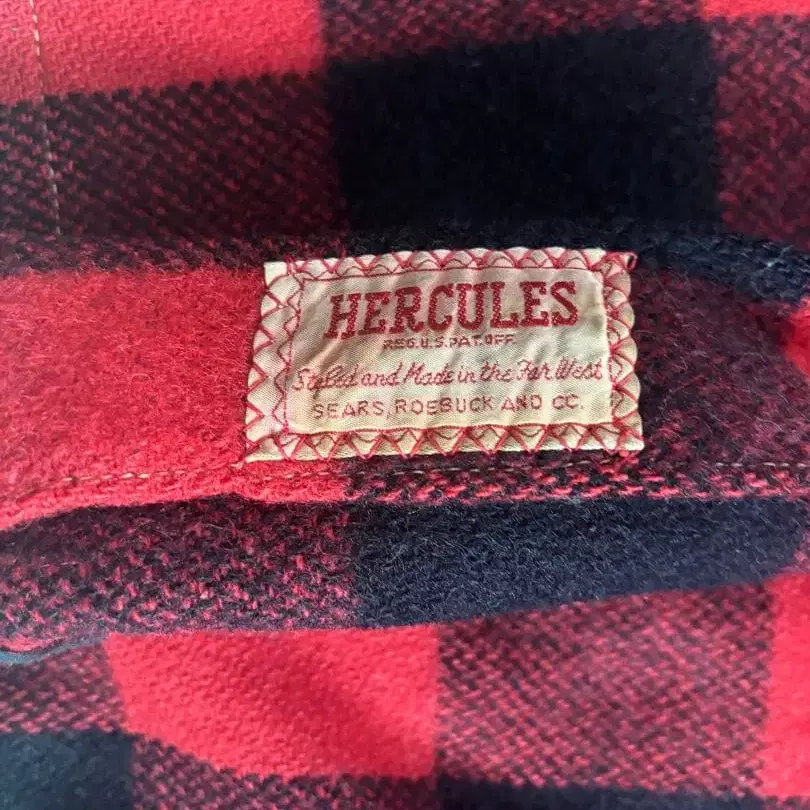 HERCULES
REG.U.S.PAT.OFF.
Styled and Made in the Far West
SEARS, ROEBUCK AND CO.